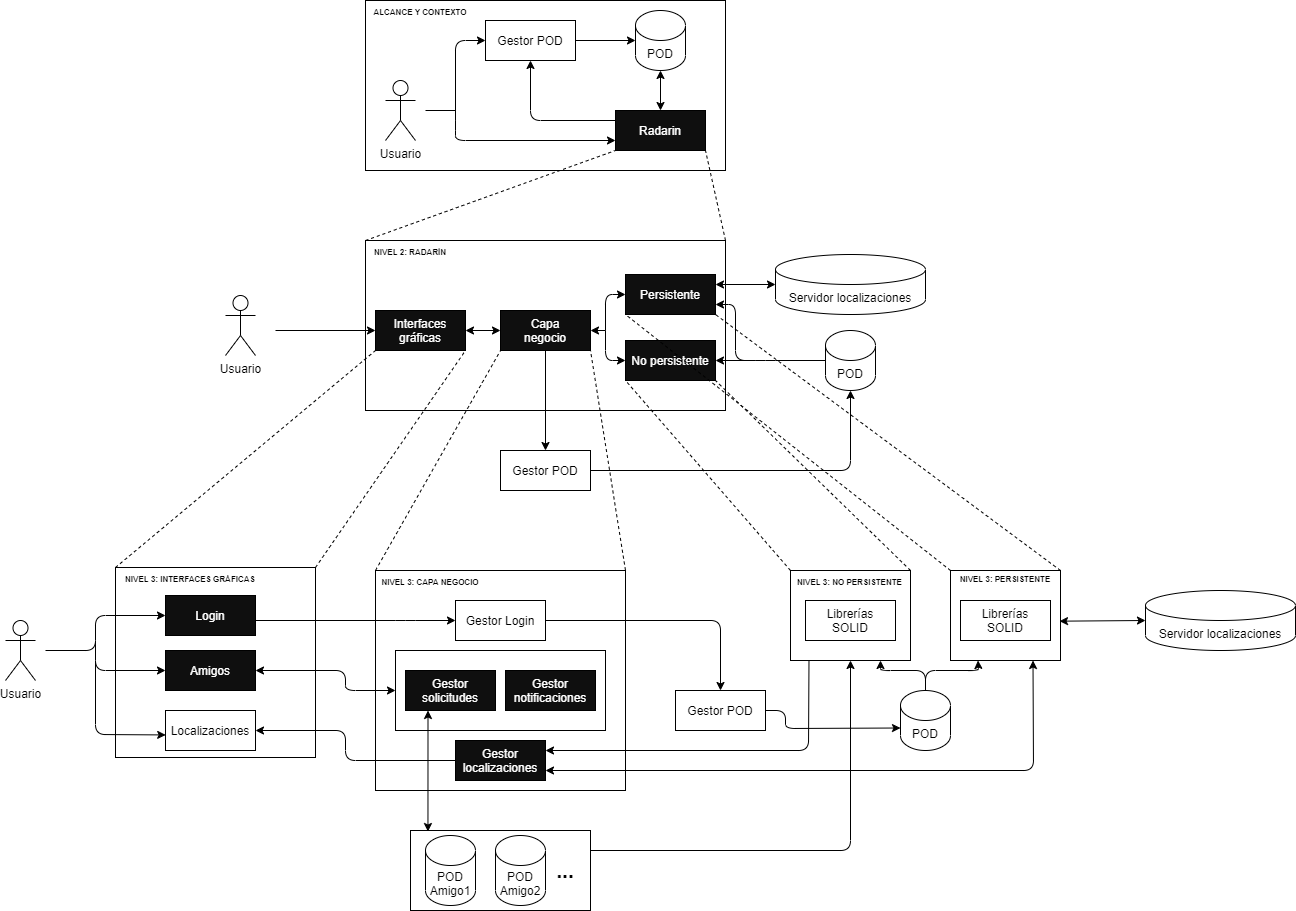 ALCANCE Y CONTEXTO
Gestor POD
POD
Usuario
Radarin
NIVEL 2: RADARÍN
Persistente
Servidor localizaciones
Interfaces
gráficas
Capa
negocio
No persistente
POD
Usuario
Gestor POD
NIVEL 3: INTERFACES GRÁFICAS
Login
Amigos
Localizaciones
Usuario
NIVEL 3: CAPA NEGOCIO
Gestor Login
Gestor
solicitudes
Gestor
notificaciones
Gestor
localizaciones
NIVEL 3: NO PERSISTENTE
Librerías
SOLID
NIVEL 3: PERSISTENTE
Librerías
SOLID
Servidor localizaciones
Gestor POD
POD
POD
Amigo1
POD
Amigo2
...